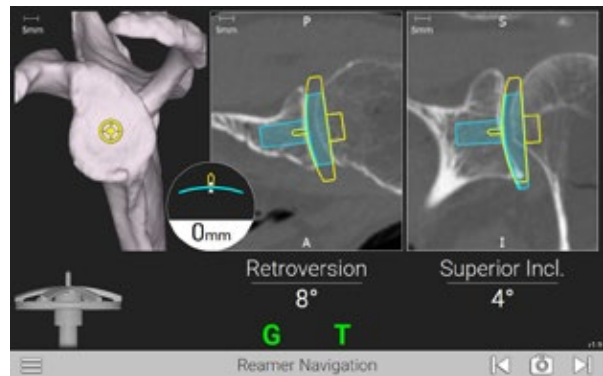 5mm
5mm
P
5mm
S
0mm
A
I
Retroversion
8°
Superior Incl.
4°
G T
Reamer Navigation